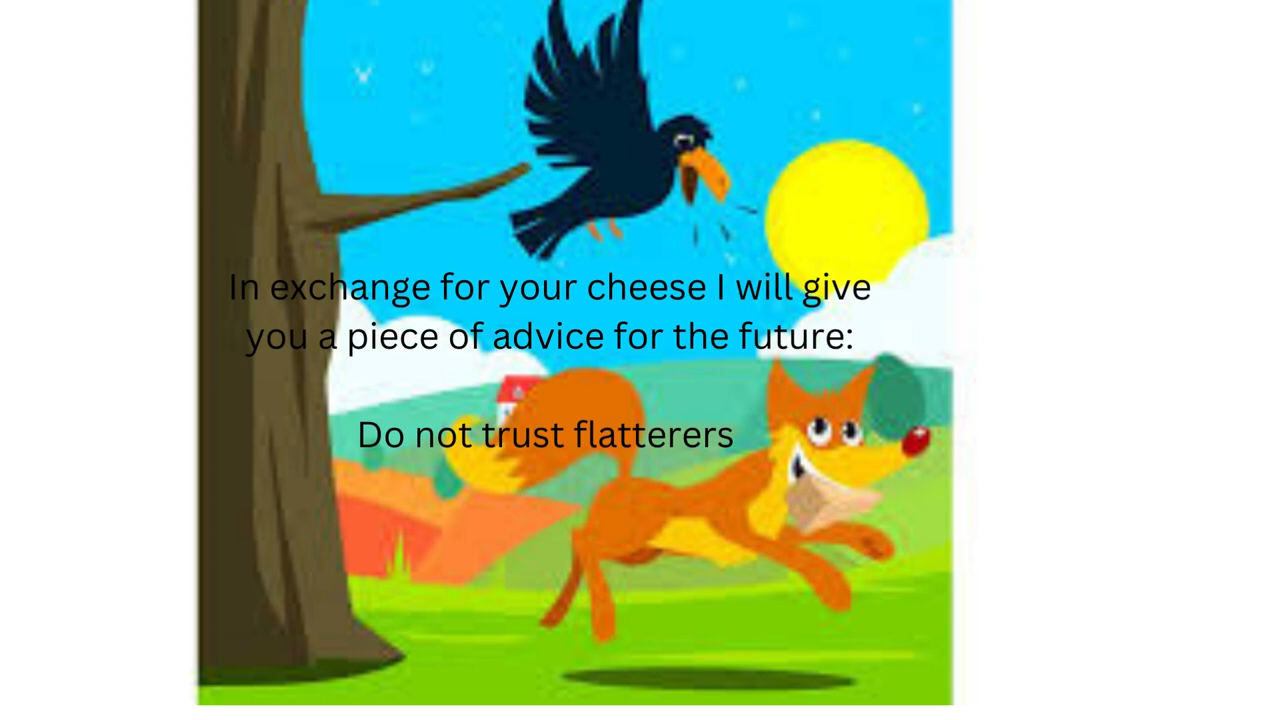 In exchange for your cheese I will give
you a piece of advice for the future:
Do not trust flatterers